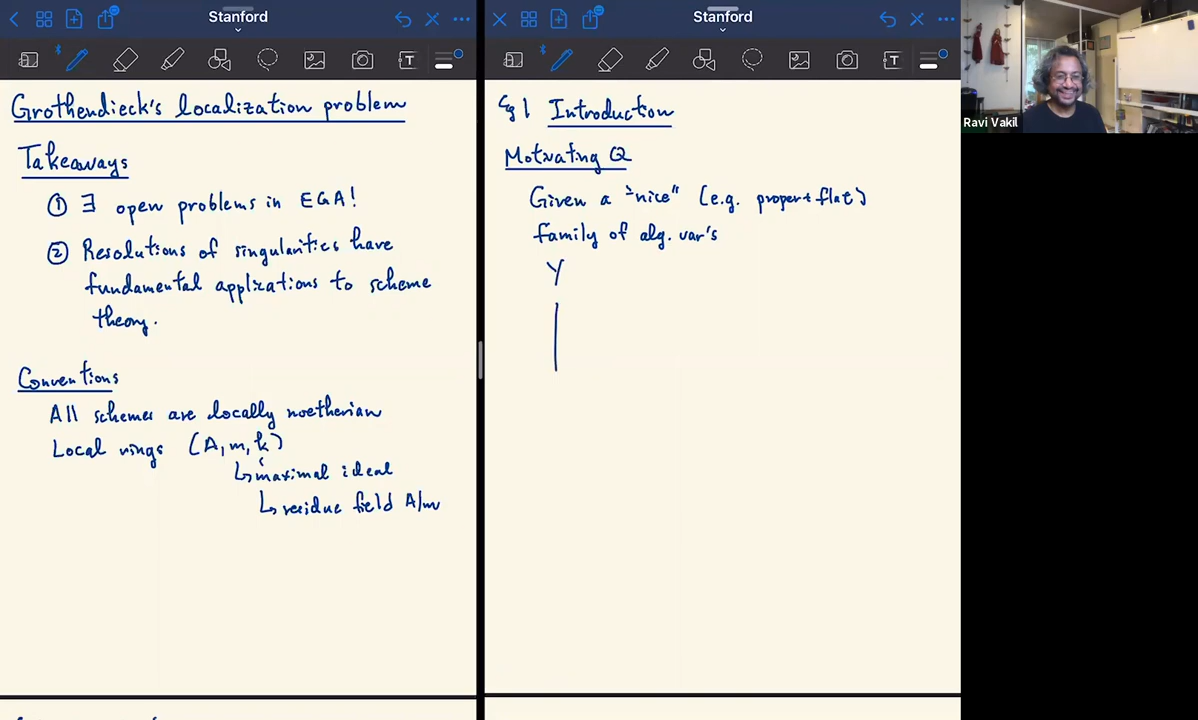 Stanford
Grothendieck's localization problem
Takeaways
① ∃ open problems in EGA!
② Resolutions of singularities have
fundamental applications to scheme
theory.
Conventions
All schemes are locally noetherian
Local rings (A, m, k)
↳ maximal ideal
↳ residue field A/m
Stanford
§1 Introduction
Motivating Q
Given a "nice" (e.g. proper + flat)
family of alg. var's
Y
Ravi Vakil